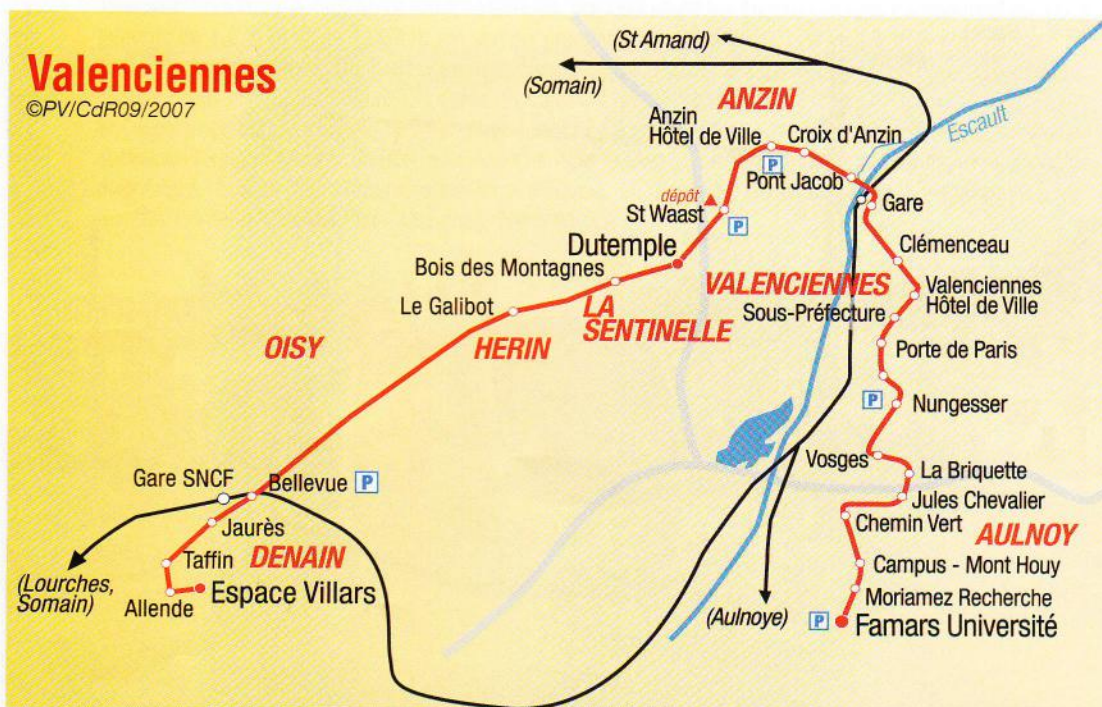 Valenciennes
©PV/CdR09/2007
(St Amand)
(Somain)
ANZIN
Anzin
Hôtel de Ville
Croix d'Anzin
Escault
P
Pont Jacob
dépôt
St Waast
P
Gare
Dutemple
Clémenceau
Bois des Montagnes
VALENCIENNES
Valenciennes
Hôtel de Ville
Le Galibot
LA
SENTINELLE
Sous-Préfecture
OISY
HERIN
Porte de Paris
P
Nungesser
Vosges
La Briquette
Gare SNCF
Bellevue
P
Jules Chevalier
Jaurès
Chemin Vert
AULNOY
DENAIN
Taffin
Campus - Mont Houy
(Lourches,
Somain)
Allende
Espace Villars
Moriamez Recherche
(Aulnoye)
P
Famars Université